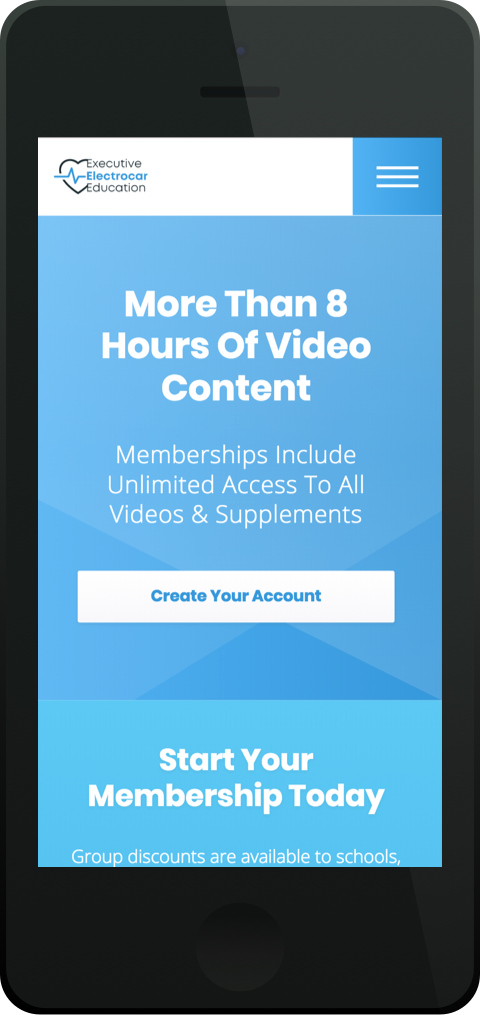 Executive
Electrocar
Education
More Than 8
Hours Of Video
Content
Memberships Include
Unlimited Access To All
Videos & Supplements
Create Your Account
Start Your
Membership Today
Group discounts are available to schools,